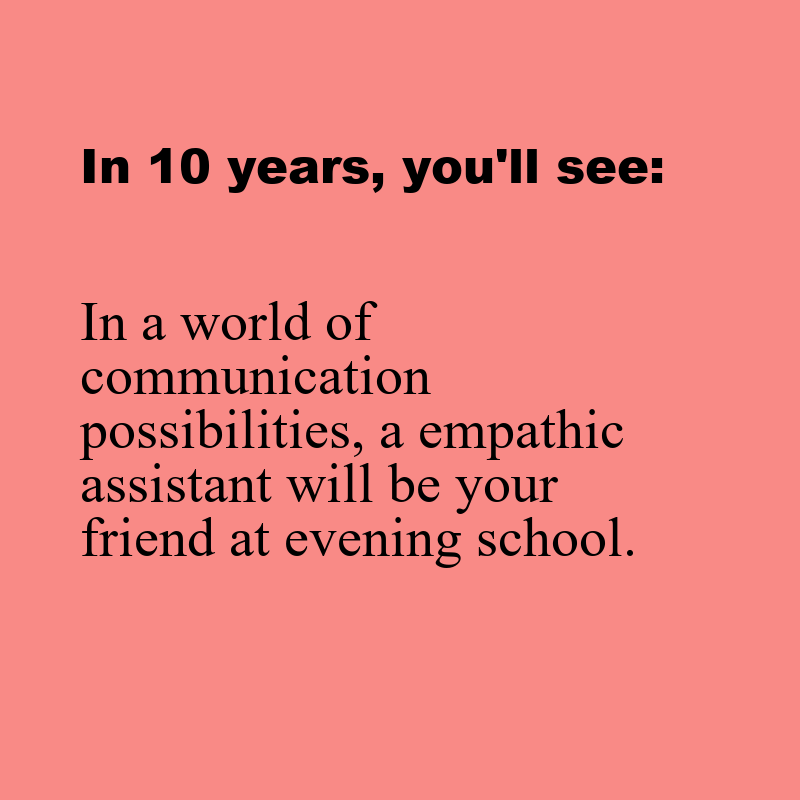 In 10 years, you'll see:
In a world of
communication
possibilities, a empathic
assistant will be your
friend at evening school.